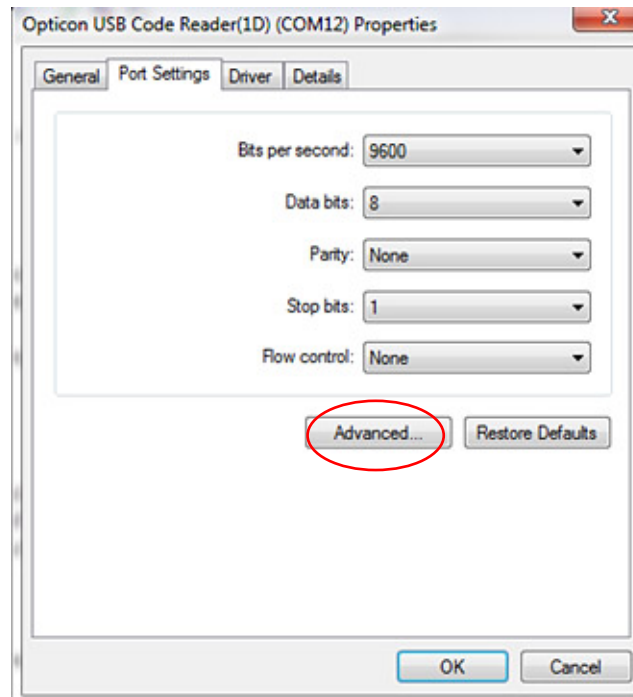 Opticon USB Code Reader(1D) (COM12) Properties
General Port Settings Driver Details
Bits per second: 9600
Data bits: 8
Parity: None
Stop bits: 1
Flow control: None
Advanced... Restore Defaults
OK Cancel